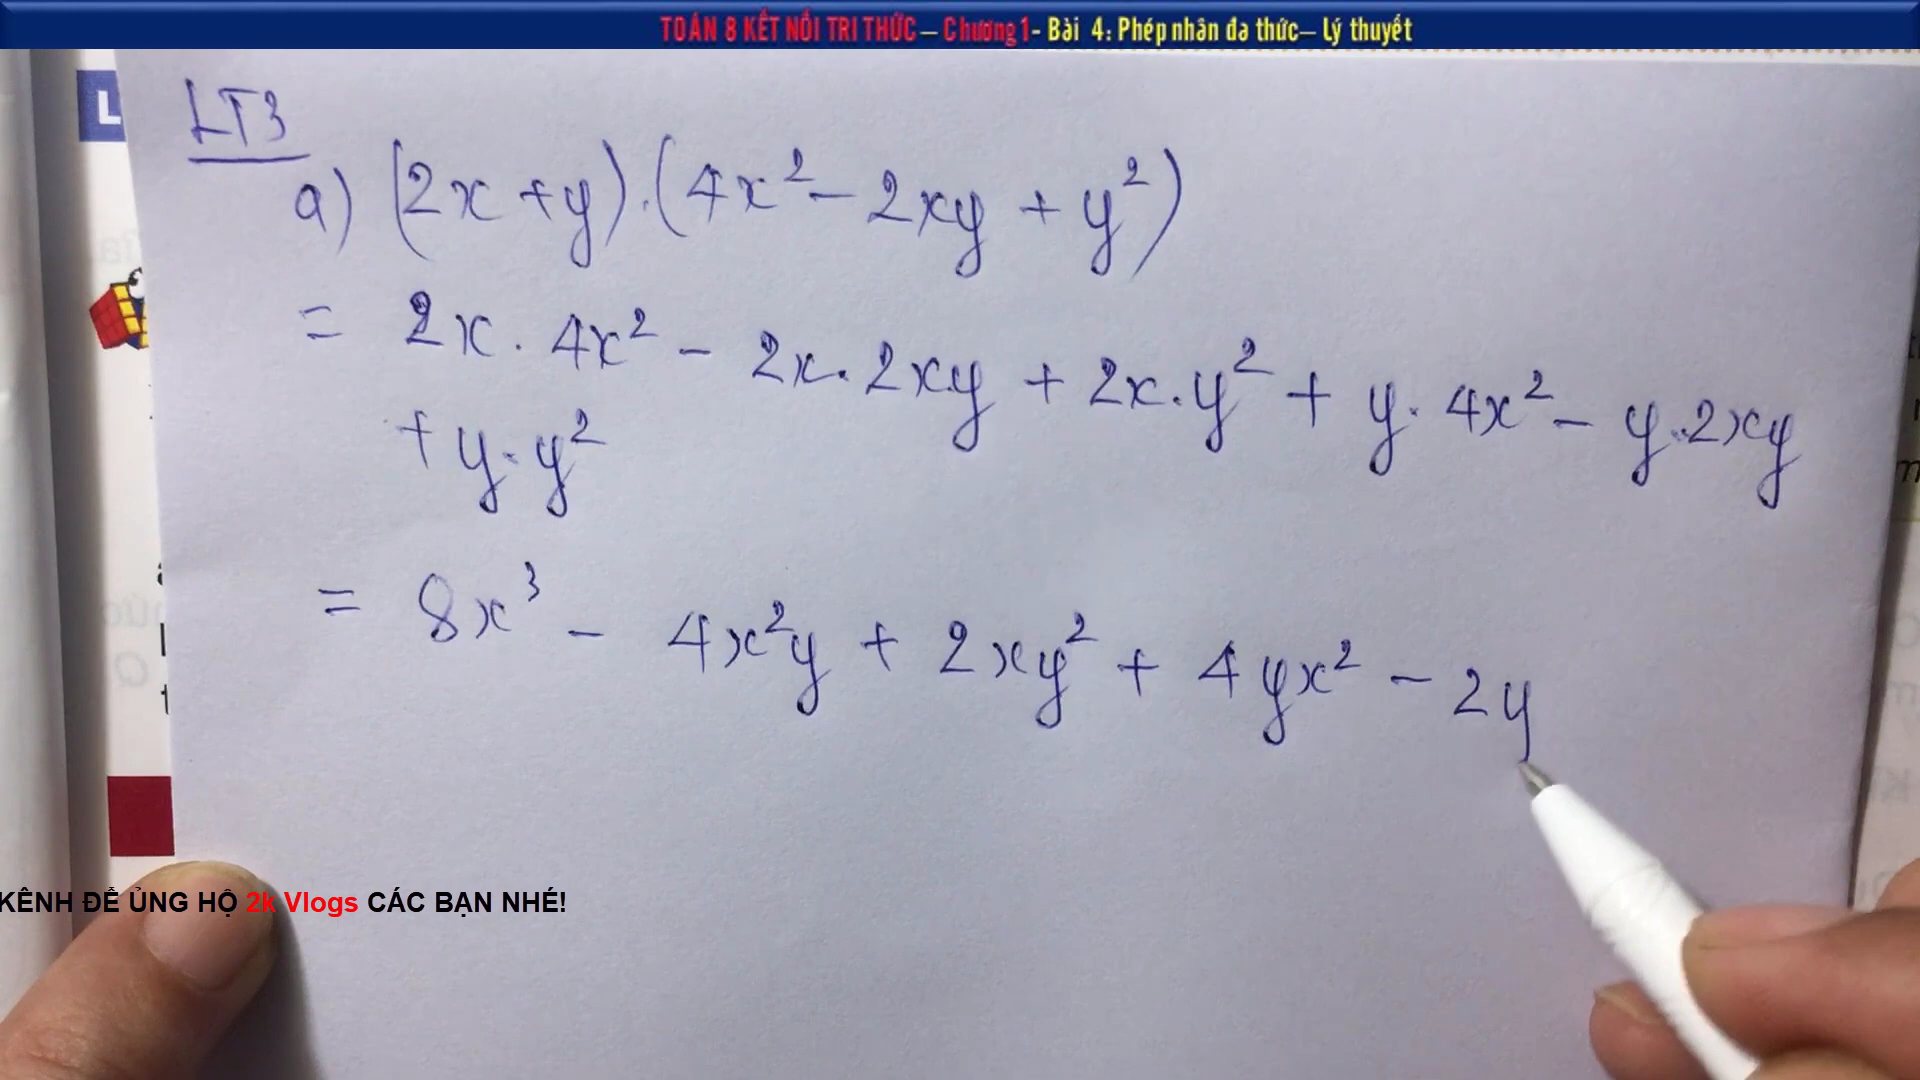 TOÁN 8 KẾT NỐI TRI THỨC – Chương 1 - Bài 4: Phép nhân đa thức – Lý thuyết
L
LT3
a) (2x + y).(4x² - 2xy + y²)
= 2x . 4x² - 2x . 2xy + 2x . y² + y . 4x² - y . 2xy
+ y . y²
= 8x³ - 4x²y + 2xy² + 4yx² - 2y
KÊNH ĐỂ ỦNG HỘ 2k Vlogs CÁC BẠN NHÉ!